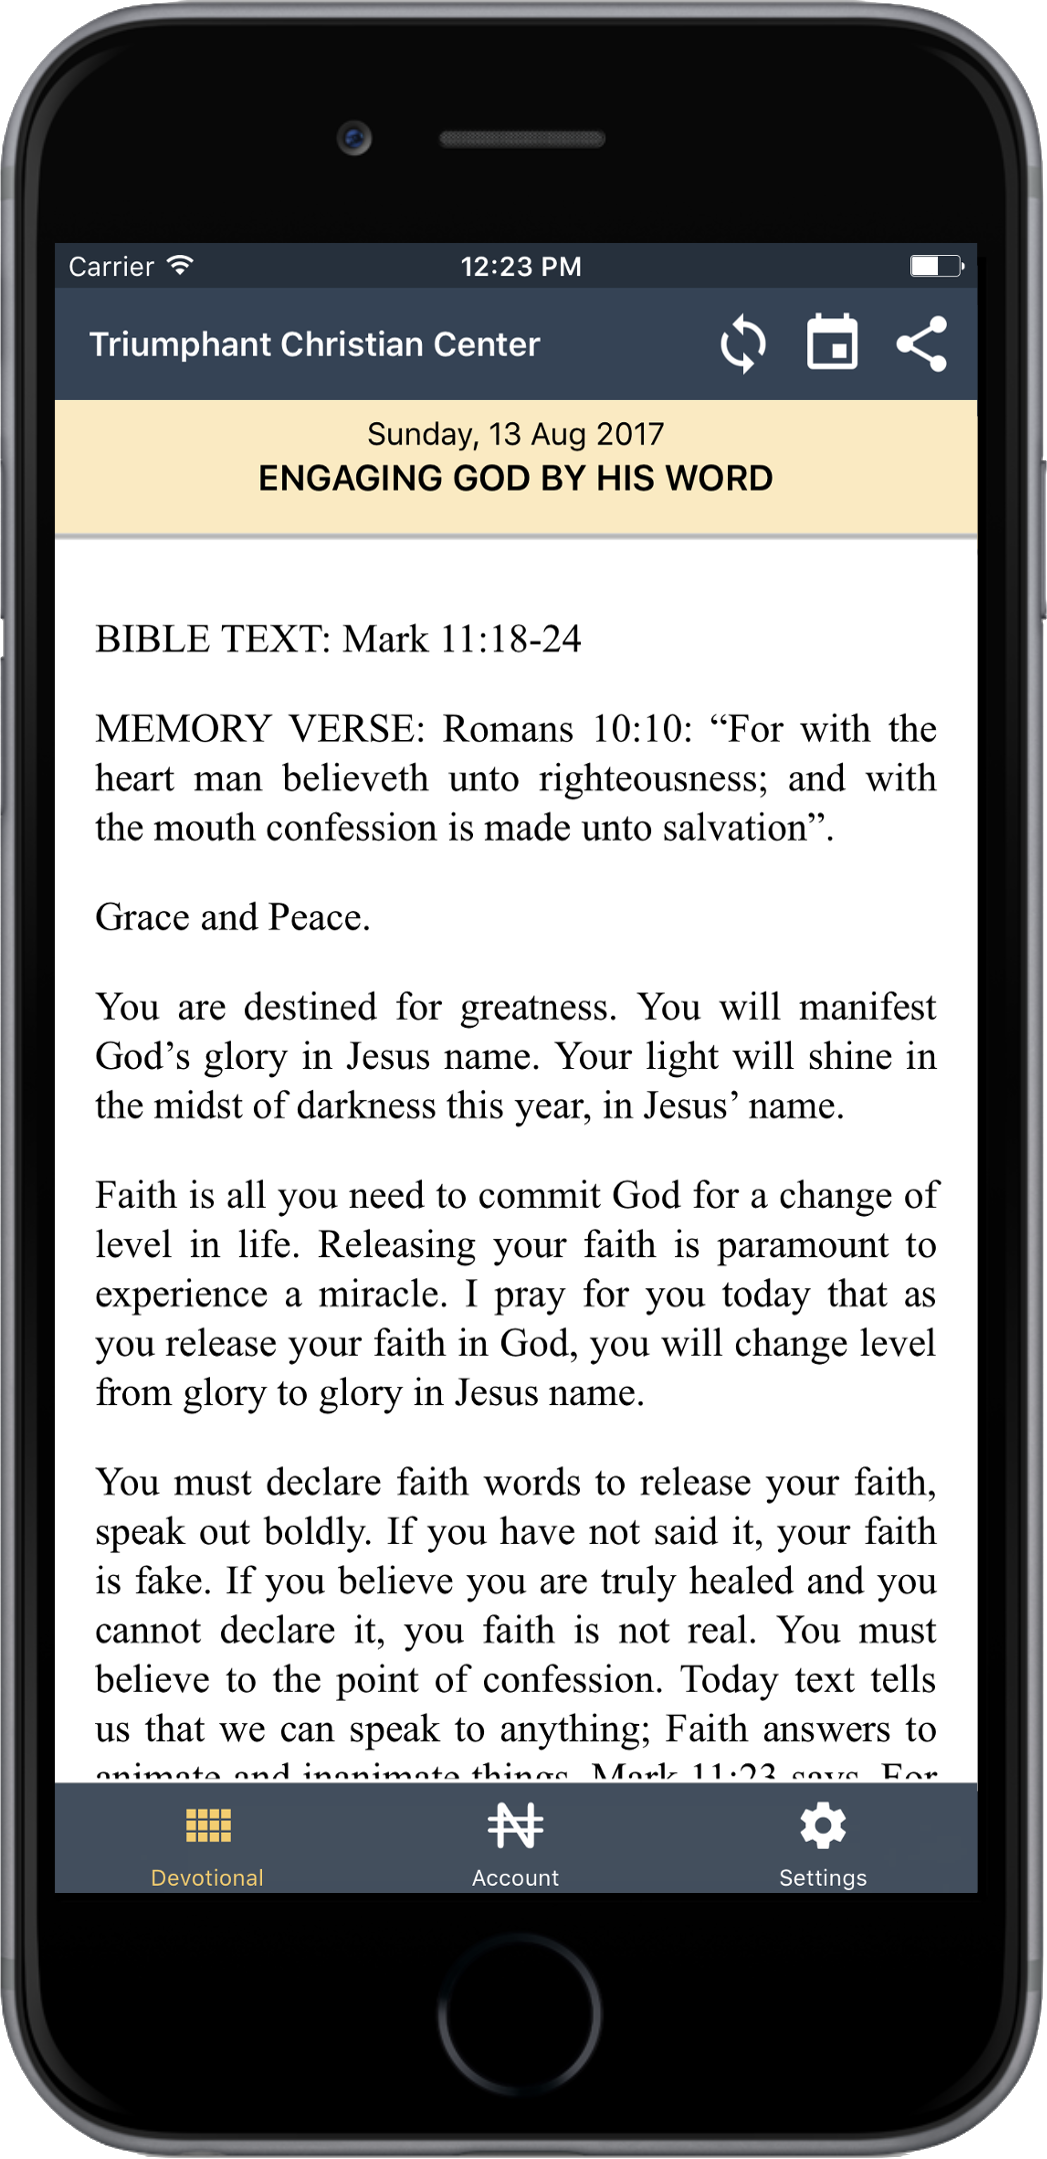 Carrier 12:23 PM
Triumphant Christian Center
Sunday, 13 Aug 2017
ENGAGING GOD BY HIS WORD
BIBLE TEXT: Mark 11:18-24
MEMORY VERSE: Romans 10:10: “For with the
heart man believeth unto righteousness; and with
the mouth confession is made unto salvation”.
Grace and Peace.
You are destined for greatness. You will manifest
God’s glory in Jesus name. Your light will shine in
the midst of darkness this year, in Jesus’ name.
Faith is all you need to commit God for a change of
level in life. Releasing your faith is paramount to
experience a miracle. I pray for you today that as
you release your faith in God, you will change level
from glory to glory in Jesus name.
You must declare faith words to release your faith,
speak out boldly. If you have not said it, your faith
is fake. If you believe you are truly healed and you
cannot declare it, you faith is not real. You must
believe to the point of confession. Today text tells
us that we can speak to anything; Faith answers to
animate and inanimate things. Mark 11:23 says, For
Devotional ₦ Account Settings